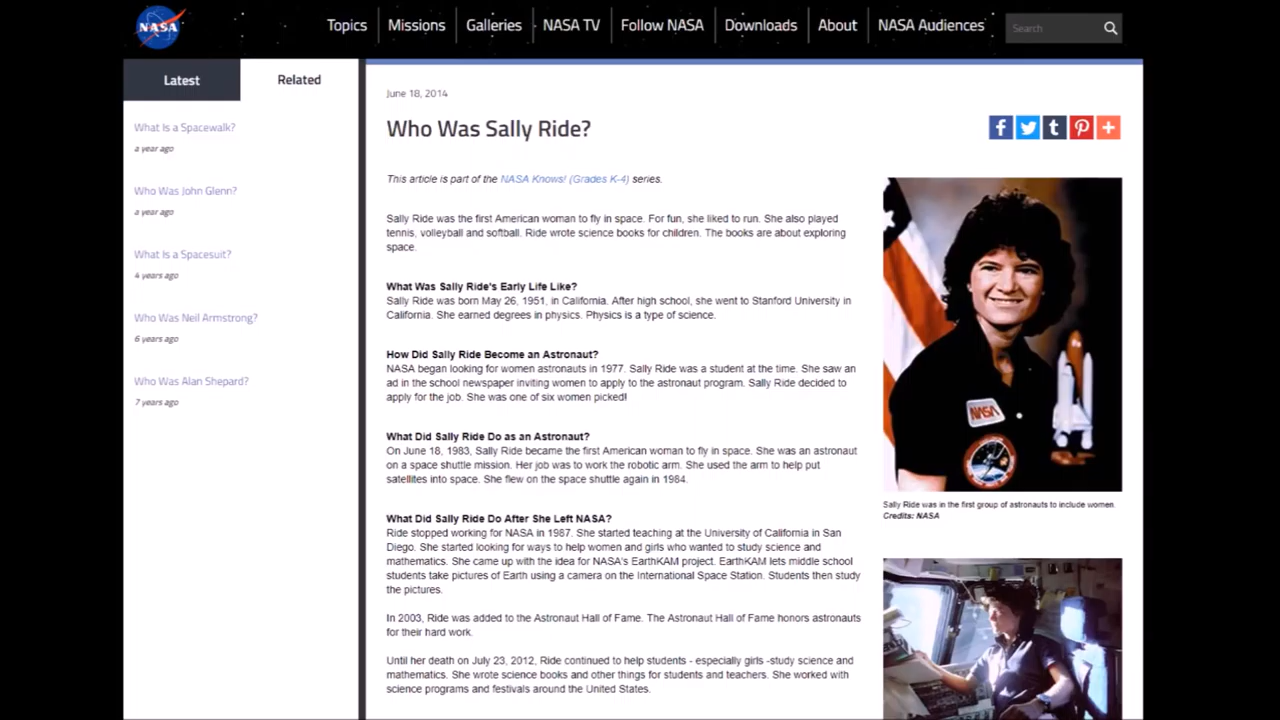 NASA
Topics
Missions
Galleries
NASA TV
Follow NASA
Downloads
About
NASA Audiences
Search
Latest
Related
What Is a Spacewalk?
a year ago
Who Was John Glenn?
a year ago
What Is a Spacesuit?
4 years ago
Who Was Neil Armstrong?
6 years ago
Who Was Alan Shepard?
7 years ago
June 18, 2014
Who Was Sally Ride?
This article is part of the NASA Knows! (Grades K-4) series.
Sally Ride was the first American woman to fly in space. For fun, she liked to run. She also played
tennis, volleyball and softball. Ride wrote science books for children. The books are about exploring
space.
What Was Sally Ride's Early Life Like?
Sally Ride was born May 26, 1951, in California. After high school, she went to Stanford University in
California. She earned degrees in physics. Physics is a type of science.
How Did Sally Ride Become an Astronaut?
NASA began looking for women astronauts in 1977. Sally Ride was a student at the time. She saw an
ad in the school newspaper inviting women to apply to the astronaut program. Sally Ride decided to
apply for the job. She was one of six women picked!
What Did Sally Ride Do as an Astronaut?
On June 18, 1983, Sally Ride became the first American woman to fly in space. She was an astronaut
on a space shuttle mission. Her job was to work the robotic arm. She used the arm to help put
satellites into space. She flew on the space shuttle again in 1984.
What Did Sally Ride Do After She Left NASA?
Ride stopped working for NASA in 1987. She started teaching at the University of California in San
Diego. She started looking for ways to help women and girls who wanted to study science and
mathematics. She came up with the idea for NASA's EarthKAM project. EarthKAM lets middle school
students take pictures of Earth using a camera on the International Space Station. Students then study
the pictures.
In 2003, Ride was added to the Astronaut Hall of Fame. The Astronaut Hall of Fame honors astronauts
for their hard work.
Until her death on July 23, 2012, Ride continued to help students - especially girls -study science and
mathematics. She wrote science books and other things for students and teachers. She worked with
science programs and festivals around the United States.
NASA
Sally Ride was in the first group of astronauts to include women.
Credits: NASA